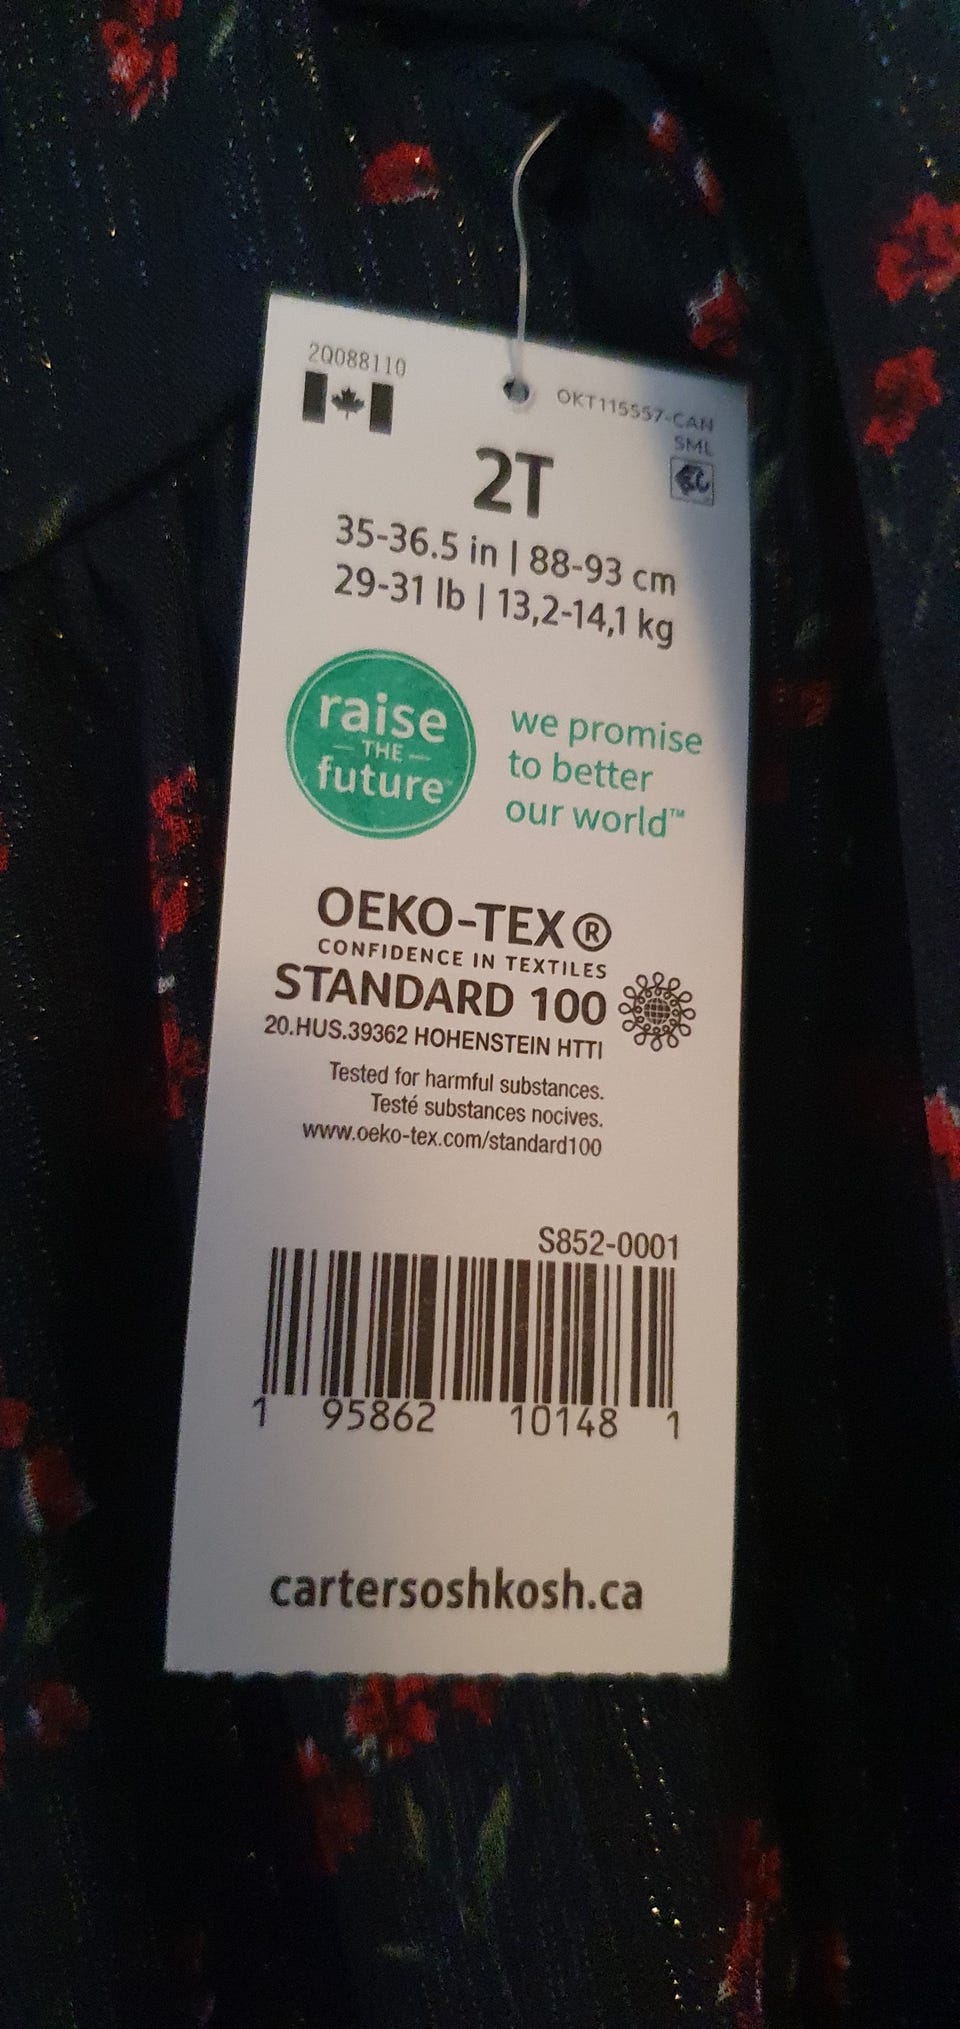 2Q088110
OKT115557-CAN
SML
2T
35-36.5 in | 88-93 cm
29-31 lb | 13,2-14,1 kg
raise
THE
future
we promise
to better
our world™
OEKO-TEX®
CONFIDENCE IN TEXTILES
STANDARD 100
20.HUS.39362 HOHENSTEIN HTTI
Tested for harmful substances.
Testé substances nocives.
www.oeko-tex.com/standard100
S852-0001
1 95862 10148 1
cartersoshkosh.ca